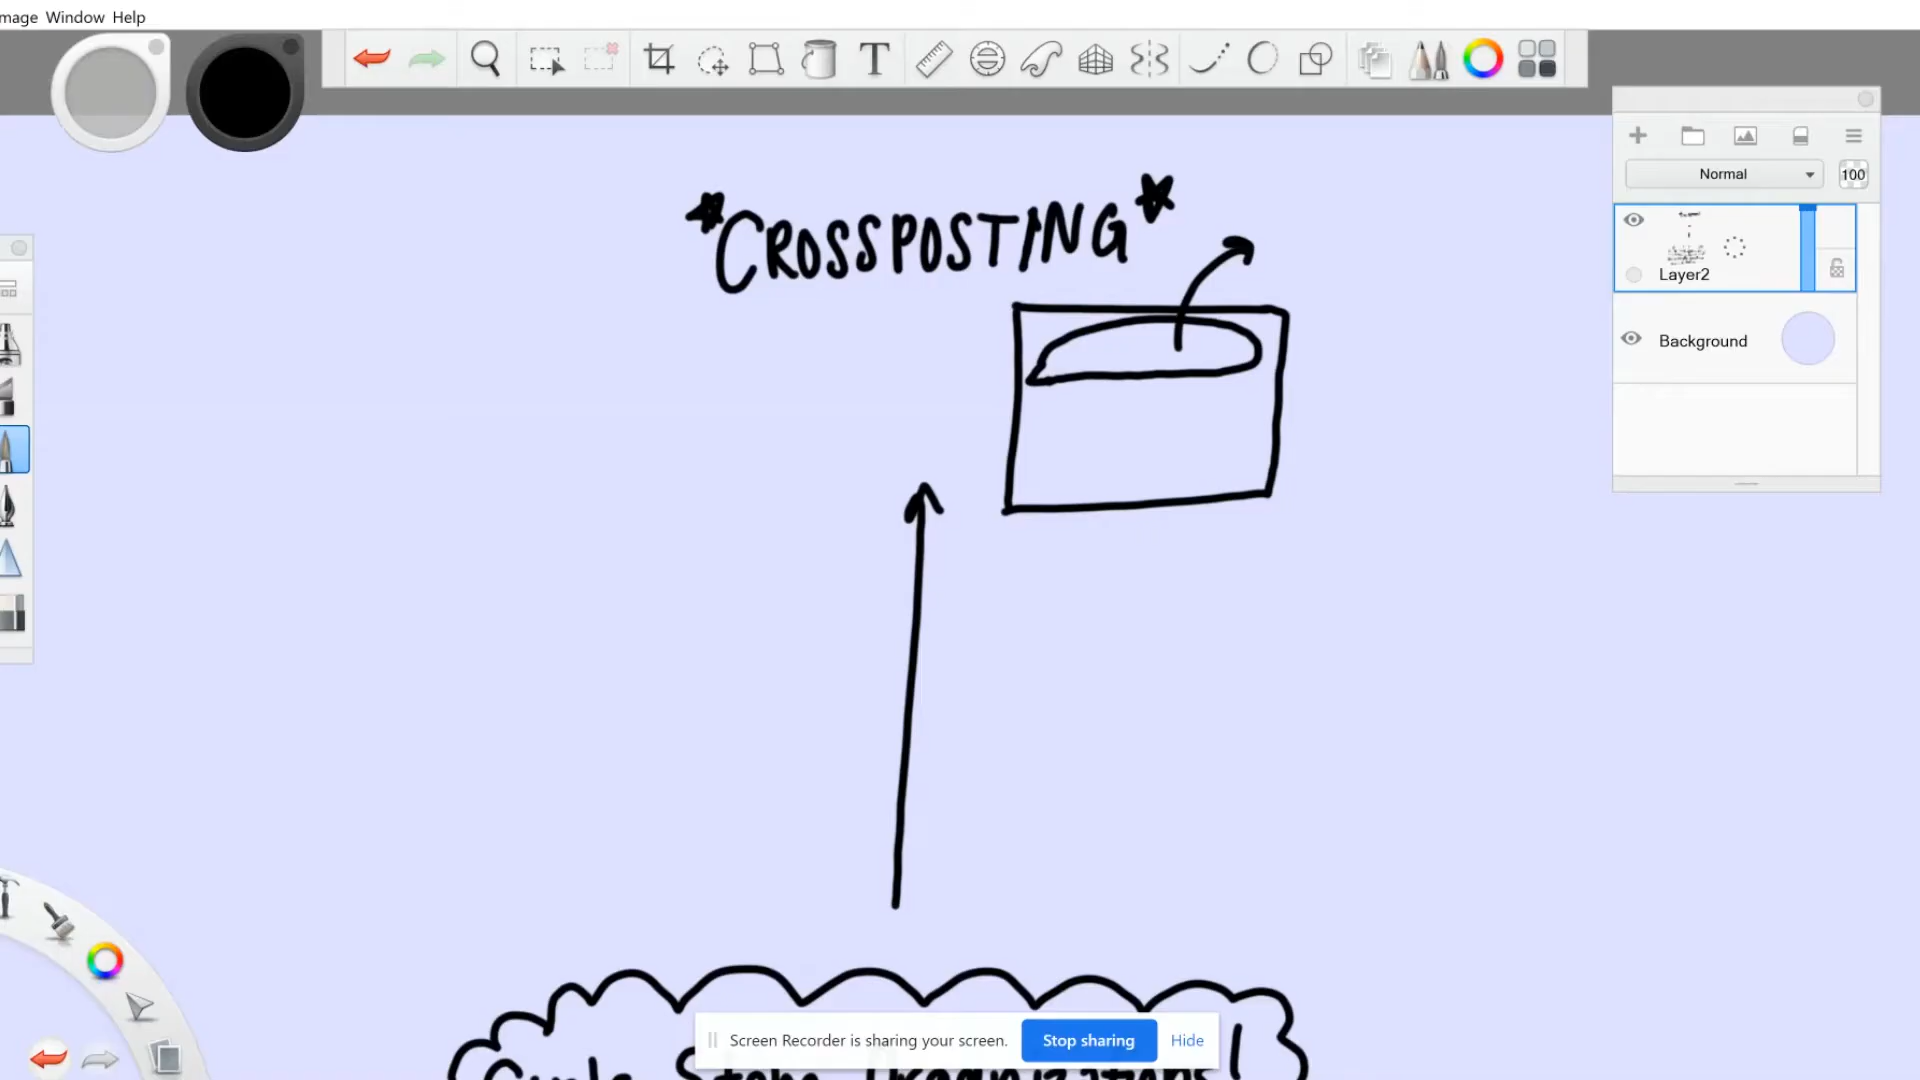 mage Window Help
T
Normal 100
*CROSSPOSTING*
Layer2
Background
Screen Recorder is sharing your screen. Stop sharing Hide